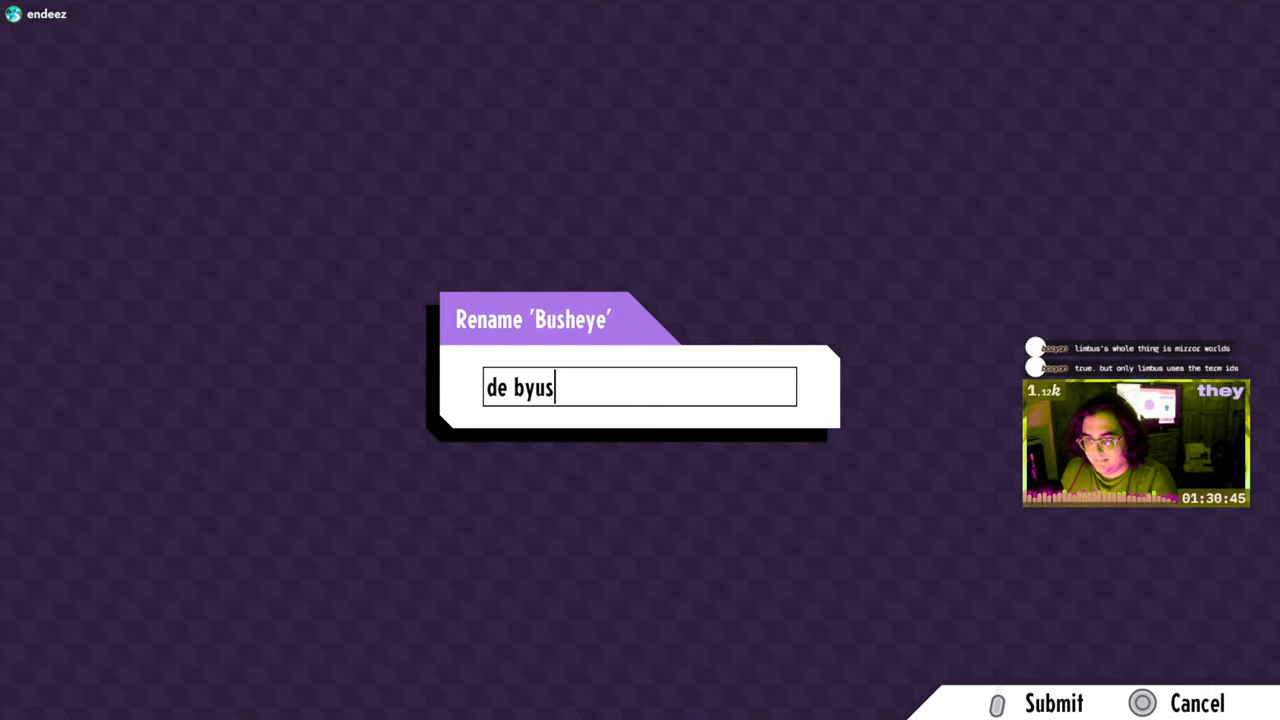 endeez
Rename 'Busheye'
de byus
limbus's whole thing is mirror worlds
true. but only limbus uses the term ids
1.12k
they
01:30:45
Submit
Cancel